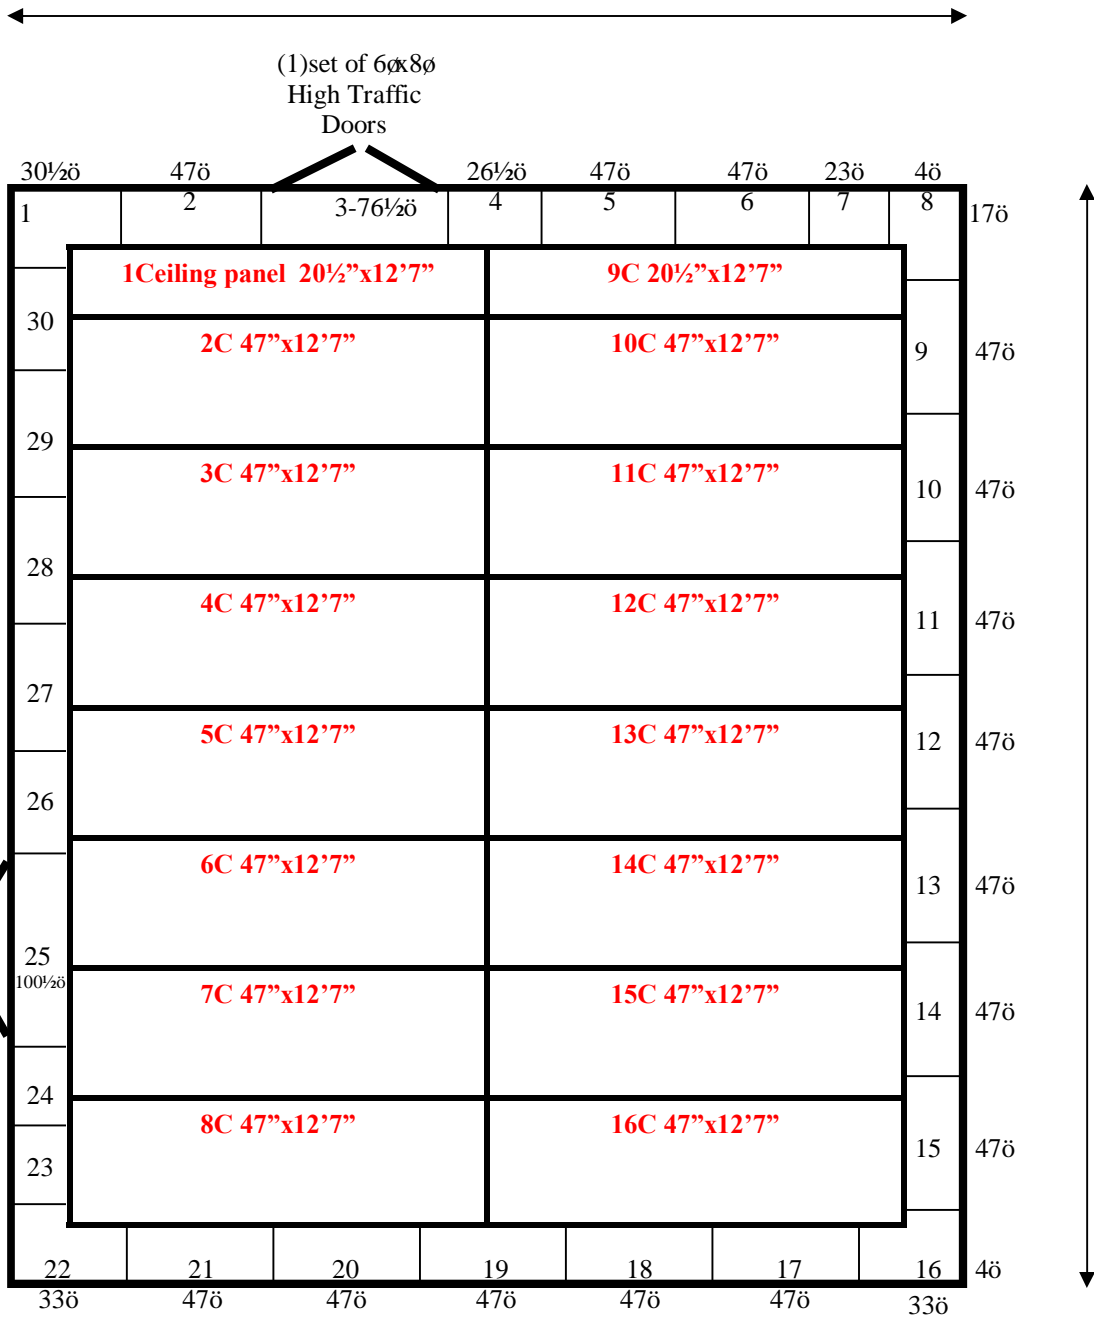 (1)set of 6øx8ø
High Traffic
Doors
30½ö 47ö 26½ö 47ö 47ö 23ö 4ö
1 2 3-76½ö 4 5 6 7 8 17ö
1Ceiling panel 20½”x12’7” 9C 20½”x12’7”
30
2C 47”x12’7” 10C 47”x12’7” 9 47ö
29
3C 47”x12’7” 11C 47”x12’7” 10 47ö
28
4C 47”x12’7” 12C 47”x12’7” 11 47ö
27
5C 47”x12’7” 13C 47”x12’7” 12 47ö
26
6C 47”x12’7” 14C 47”x12’7” 13 47ö
25
100½ö
7C 47”x12’7” 15C 47”x12’7” 14 47ö
24
8C 47”x12’7” 16C 47”x12’7” 15 47ö
23
22 21 20 19 18 17 16 4ö
33ö 47ö 47ö 47ö 47ö 47ö 33ö